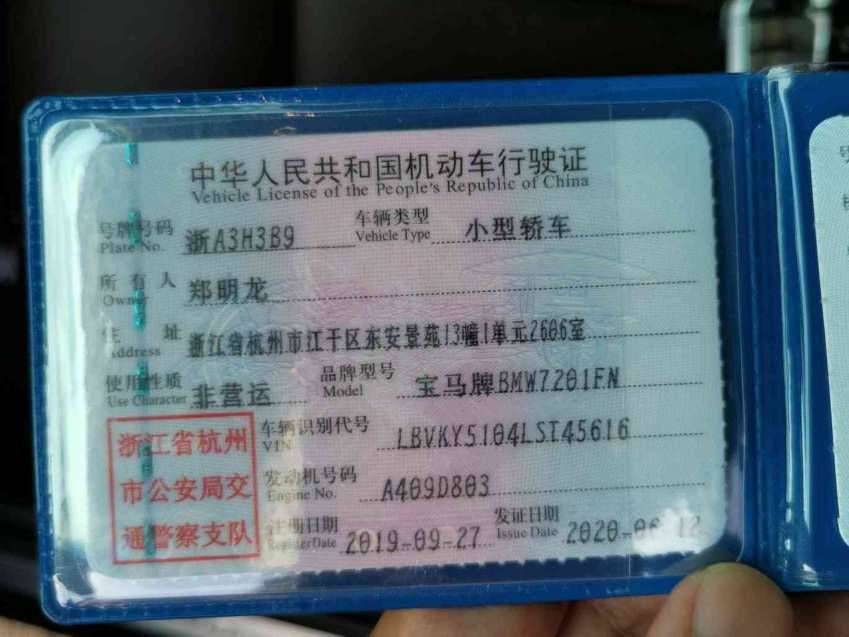 中华人民共和国机动车行驶证
Vehicle License of the People's Republic of China
号牌号码 浙A3H3B9 车辆类型 小型轿车
Plate No. Vehicle Type
所有人 郑明龙
Owner
住址 浙江省杭州市江干区东安景苑13幢1单元2606室
Address
使用性质 非营运 品牌型号 宝马牌BMW7201FN
Use Character Model
浙江省杭州
市公安局交
通警察支队
车辆识别代号 LBVKY5104LST45616
VIN
发动机号码 A409D803
Engine No.
注册日期 2019-09-27 发证日期 2020-06-12
Register Date Issue Date
号